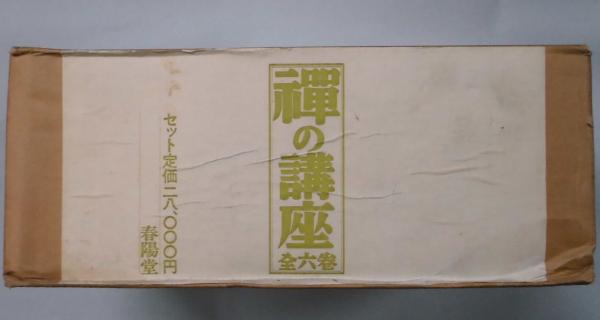 禪の講座
全六巻
セット定価二八、〇〇〇円
春陽堂